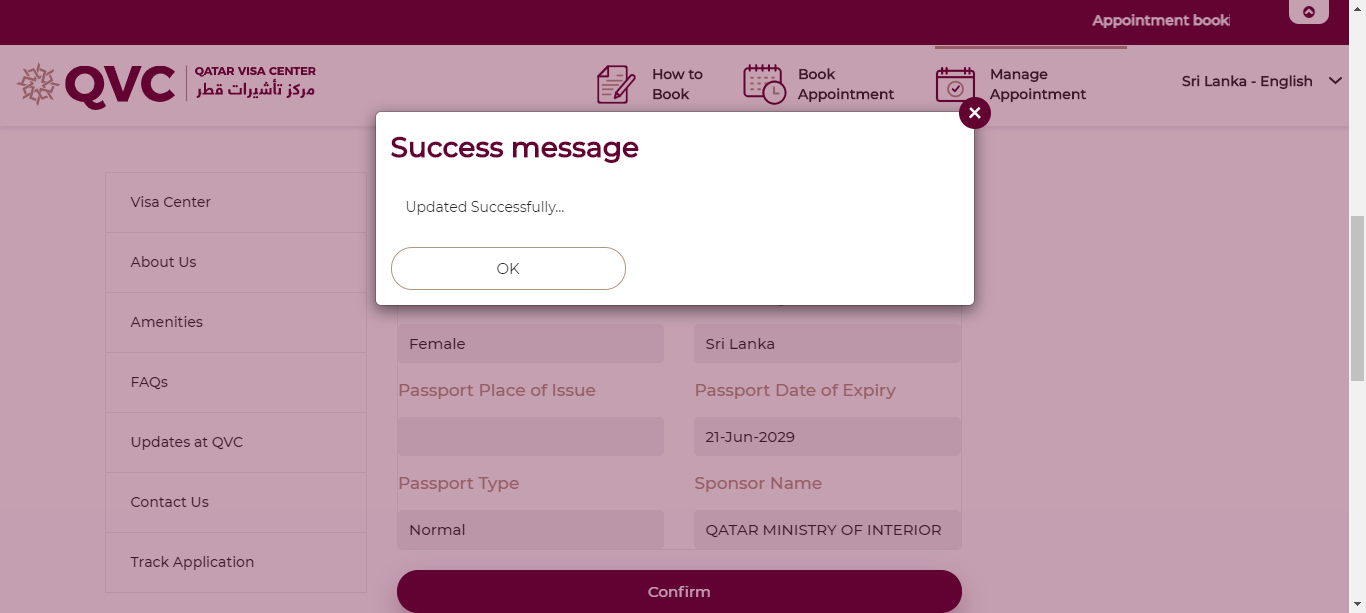 Appointment book
QVC
QATAR VISA CENTER
مركز تأشيرات قطر
How to
Book
Book
Appointment
Manage
Appointment
Sri Lanka - English
Success message
Updated Successfully...
OK
Visa Center
About Us
Amenities
FAQs
Updates at QVC
Contact Us
Track Application
Female
Sri Lanka
Passport Place of Issue
Passport Date of Expiry
21-Jun-2029
Passport Type
Sponsor Name
Normal
QATAR MINISTRY OF INTERIOR
Confirm